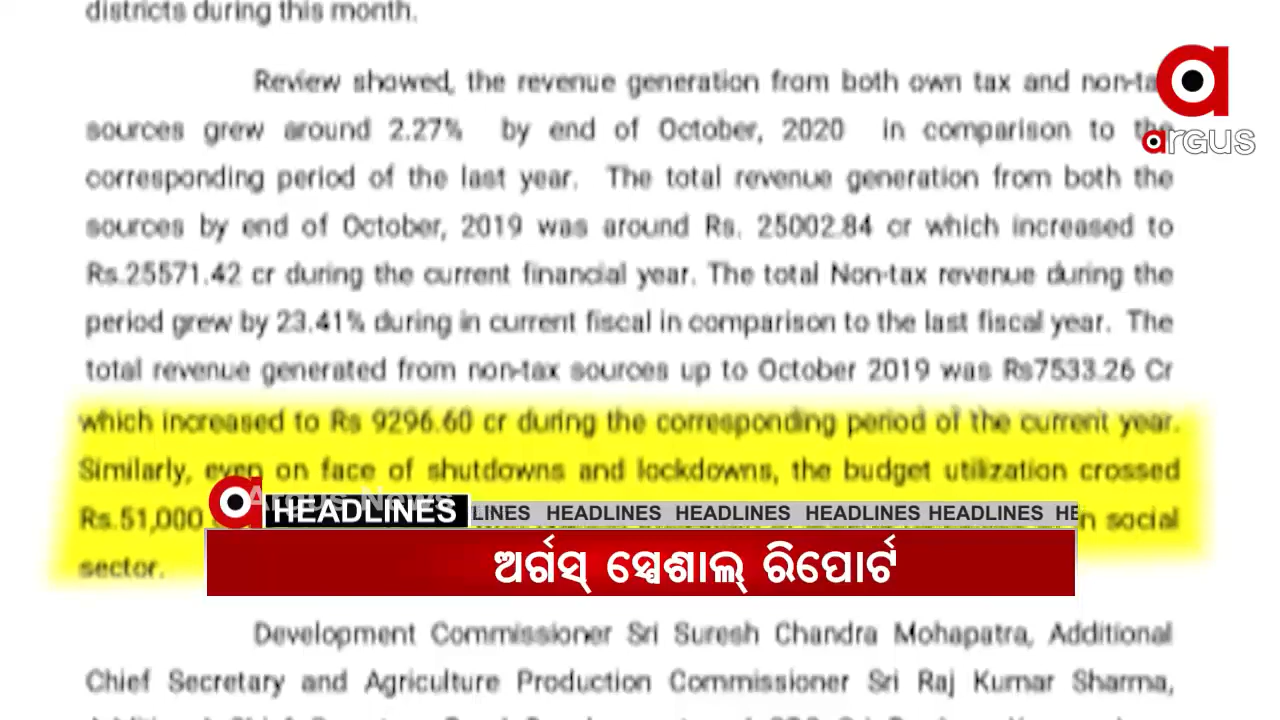 districts during this month.
Review showed, the revenue generation from both own tax and non-ta
sources grew around 2.27% by end of October, 2020 in comparison to the
corresponding period of the last year. The total revenue generation from both the
sources by end of October, 2019 was around Rs. 25002.84 cr which increased to
Rs.25571.42 cr during the current financial year. The total Non-tax revenue during the
period grew by 23.41% during in current fiscal in comparison to the last fiscal year. The
total revenue generated from non-tax sources up to October 2019 was Rs7533.26 Cr
which increased to Rs 9296.60 cr during the corresponding period of the current year.
Similarly, even on face of shutdowns and lockdowns, the budget utilization crossed
Rs.51,000 social
sector.
Development Commissioner Sri Suresh Chandra Mohapatra, Additional
Chief Secretary and Agriculture Production Commissioner Sri Raj Kumar Sharma,
argus
Argus News
HEADLINES LINES HEADLINES HEADLINES HEADLINES HEADLINES HE
ଅର୍ଗସ୍ ସ୍ପେଶାଲ୍ ରିପୋର୍ଟ